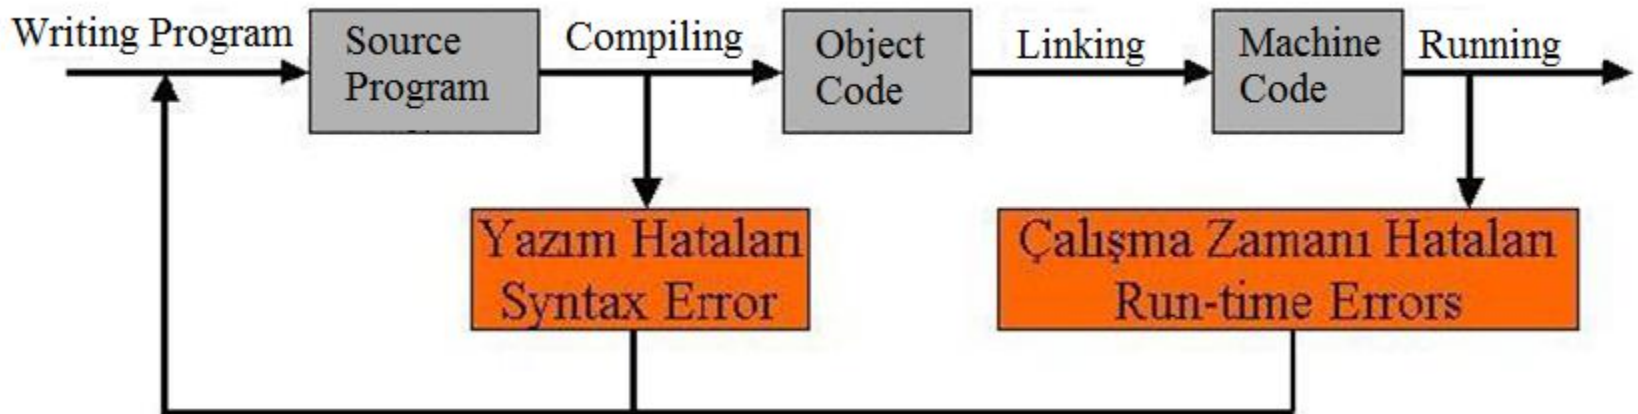 Writing Program
Source
Program
Compiling
Object
Code
Linking
Machine
Code
Running
Yazım Hataları
Syntax Error
Çalışma Zamanı Hataları
Run-time Errors